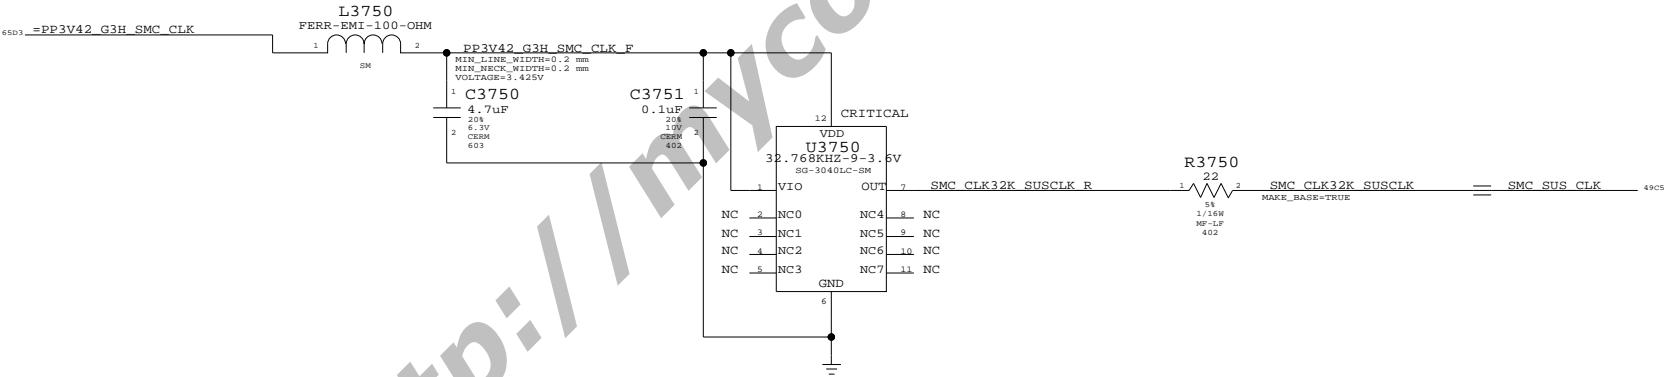 L3750
FERR-EMI-100-OHM
65D3 =PP3V42_G3H_SMC_CLK
1 2
SM
PP3V42_G3H_SMC_CLK_F
MIN_LINE_WIDTH=0.2 mm
MIN_NECK_WIDTH=0.2 mm
VOLTAGE=3.425V
1 C3750
4.7uF
20%
6.3V
2 CERM
603
C3751 1
0.1uF
20%
10V
CERM 2
402
12 CRITICAL
VDD
U3750
32.768KHZ-9-3.6V
SG-3040LC-SM
1 VIO OUT 7
NC 2 NC0 NC4 8 NC
NC 3 NC1 NC5 9 NC
NC 4 NC2 NC6 10 NC
NC 5 NC3 NC7 11 NC
GND
6
SMC_CLK32K_SUSCLK_R
R3750
22
1 2
5%
1/16W
MF-LF
402
SMC_CLK32K_SUSCLK
MAKE_BASE=TRUE
SMC_SUS_CLK 49C5
tp://myco